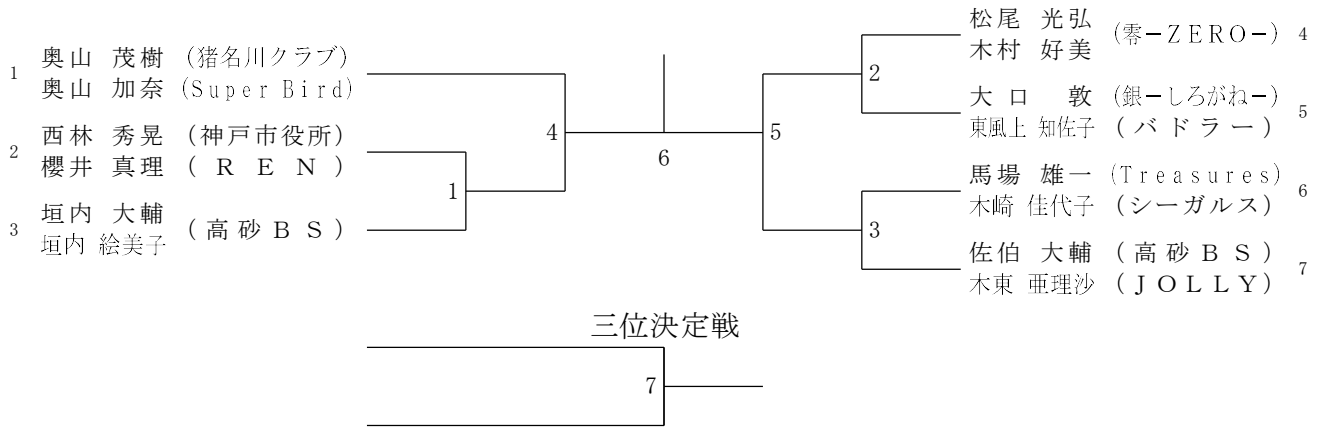 1
奥山 茂樹 (猪名川クラブ)
奥山 加奈 (Super Bird)
2
西林 秀晃 (神戸市役所)
櫻井 真理 (ＲＥＮ)
3
垣内 大輔
(高砂ＢＳ)
垣内 絵美子
4
1
6
5
2
3
松尾 光弘
(零－ＺＥＲＯ－) 4
木村 好美
大口 敦 (銀－しろがね－)
5
東風上 知佐子 (バドラー)
馬場 雄一 (Treasures)
6
木崎 佳代子 (シーガルス)
佐伯 大輔 (高砂ＢＳ)
7
木東 亜理沙 (ＪＯＬＬＹ)
三位決定戦
7